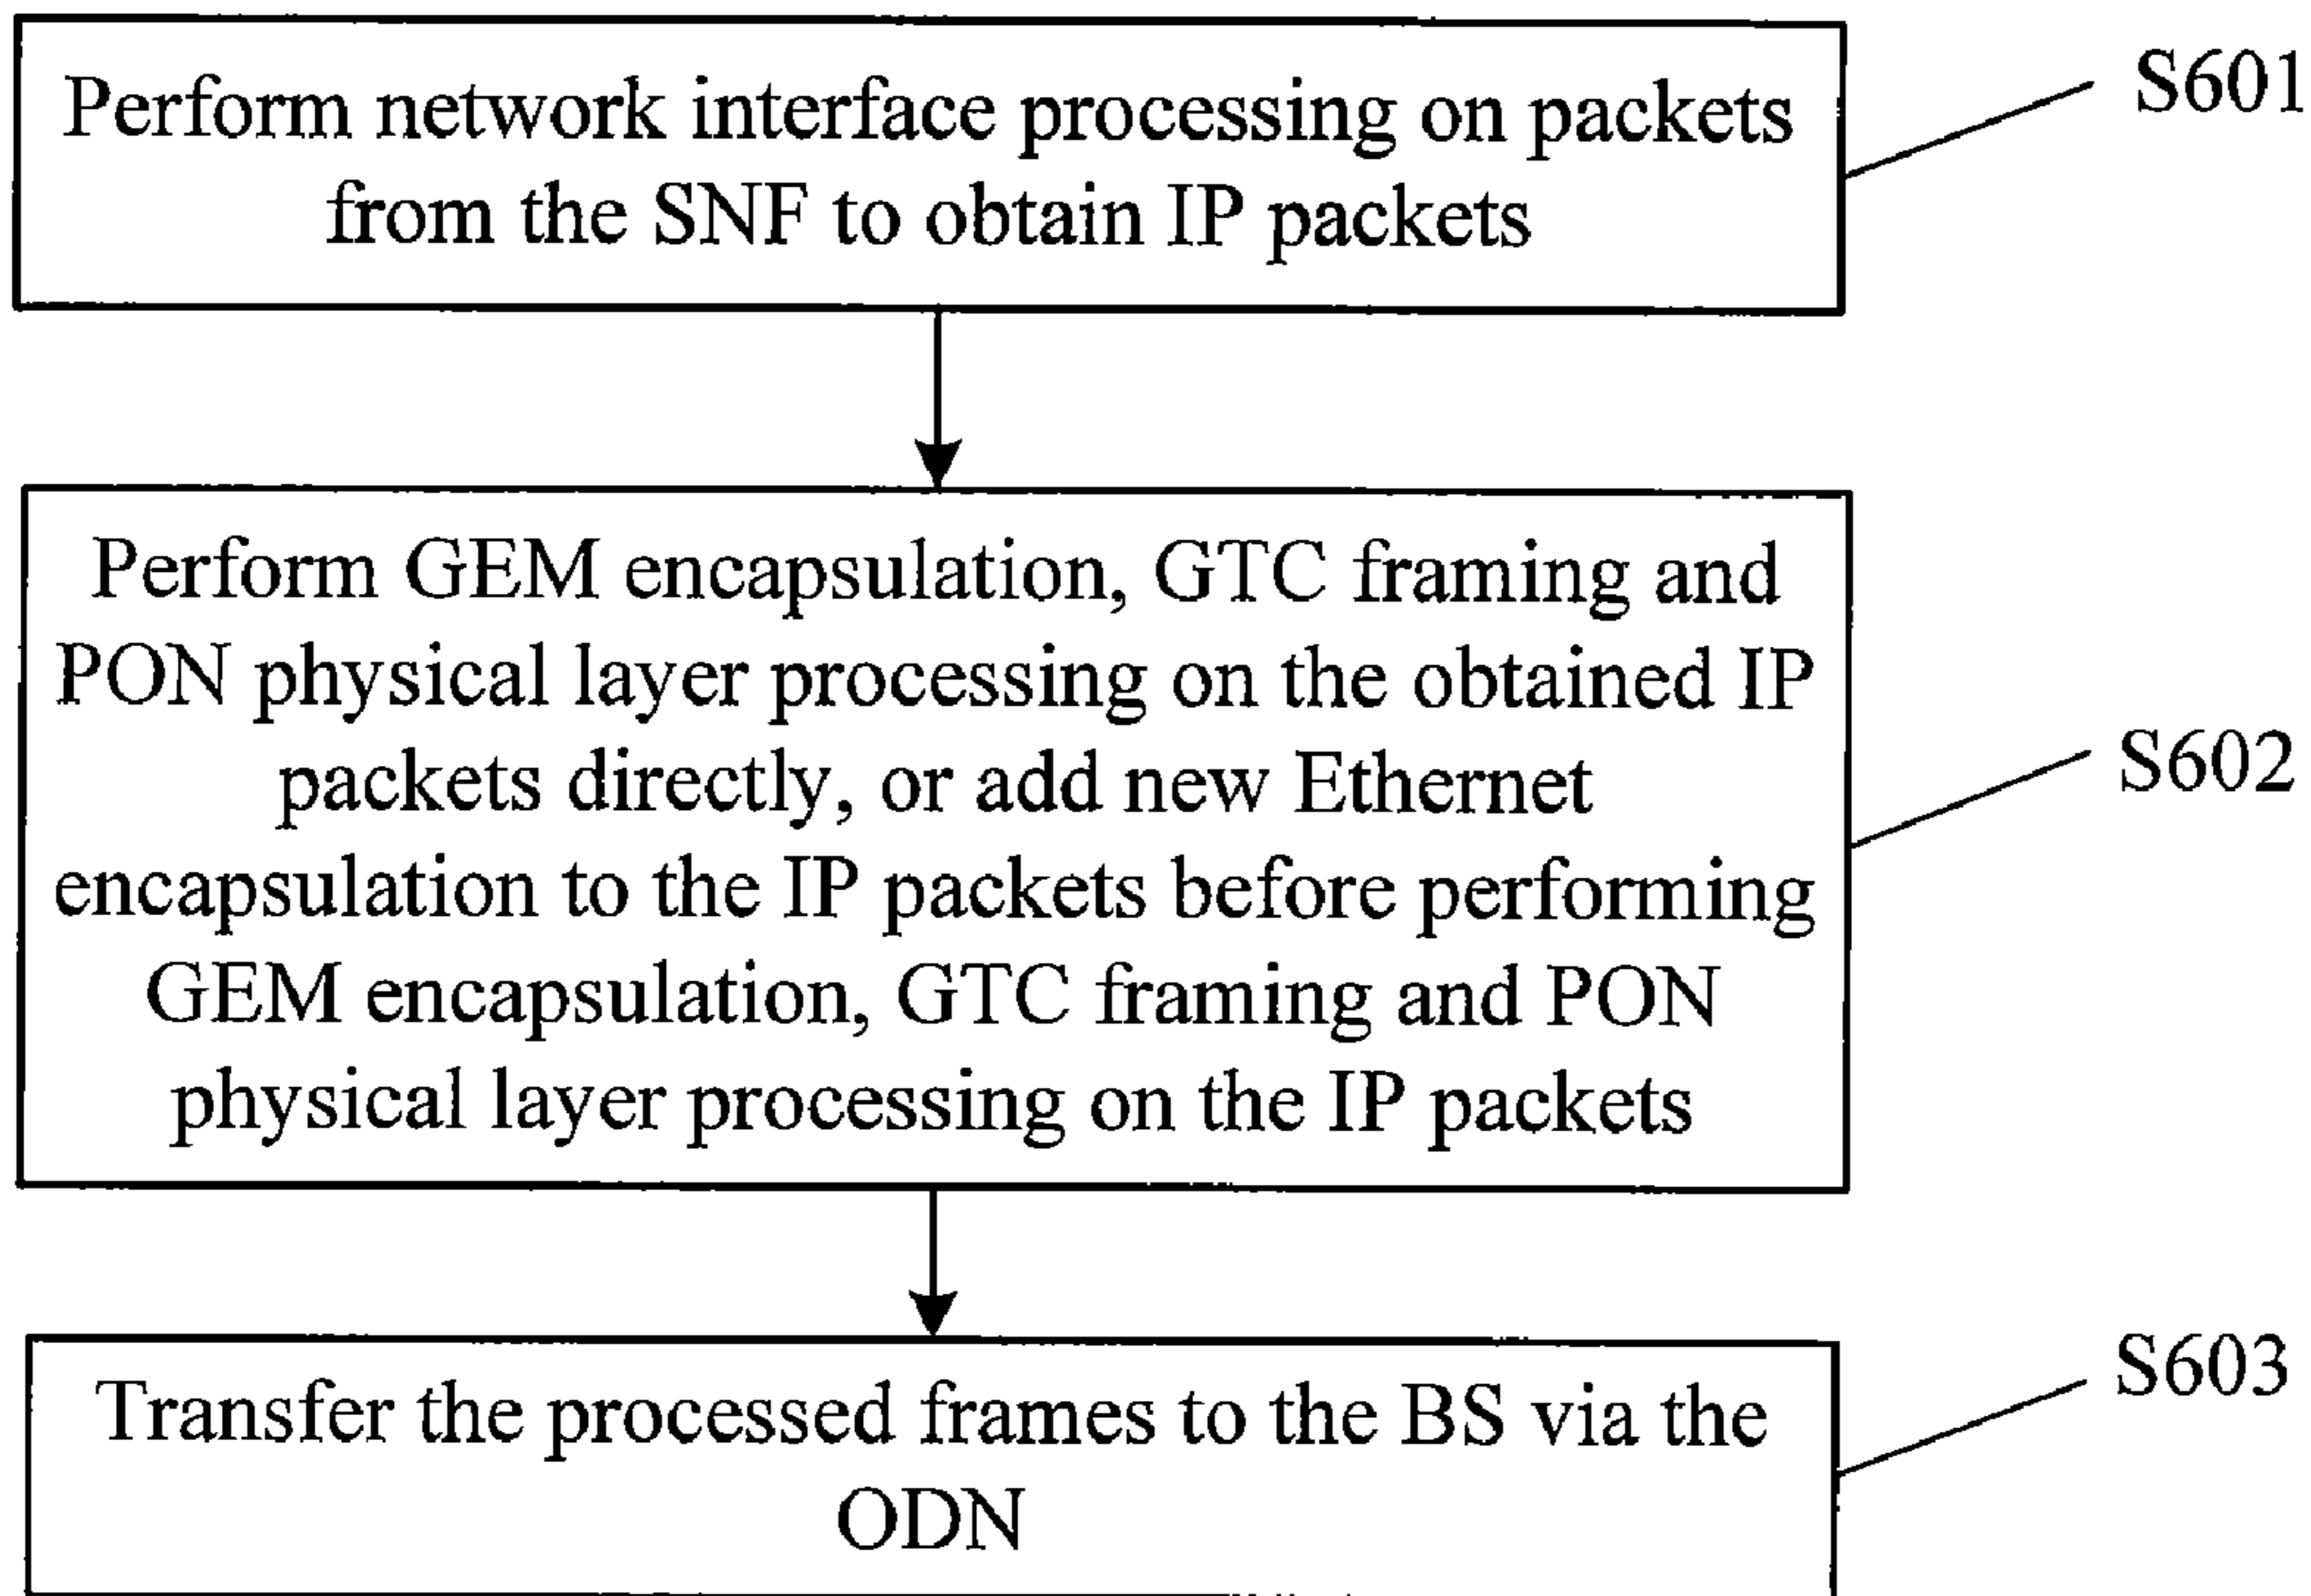 Perform network interface processing on packets
from the SNF to obtain IP packets
S601
Perform GEM encapsulation, GTC framing and
PON physical layer processing on the obtained IP
packets directly, or add new Ethernet
encapsulation to the IP packets before performing
GEM encapsulation, GTC framing and PON
physical layer processing on the IP packets
S602
Transfer the processed frames to the BS via the
ODN
S603